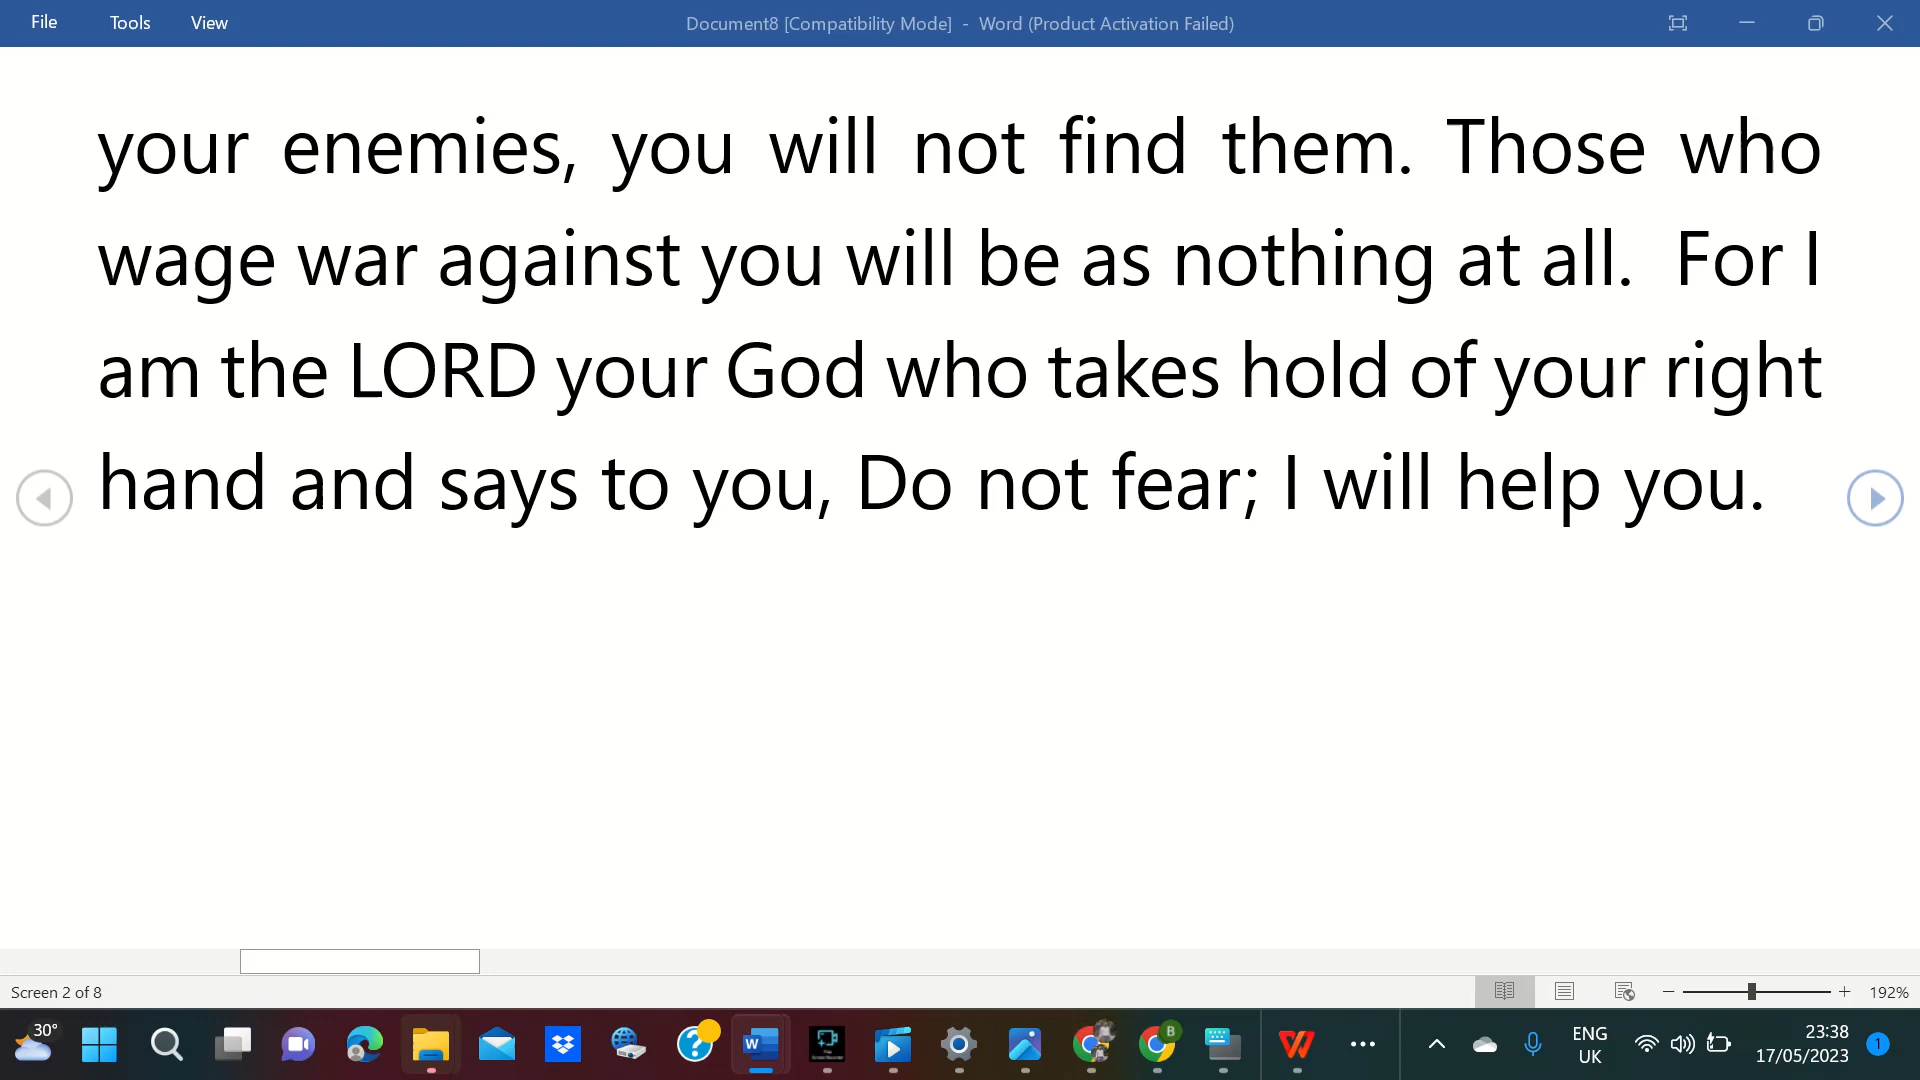 File Tools View Document8 [Compatibility Mode] - Word (Product Activation Failed)
your enemies, you will not find them. Those who
wage war against you will be as nothing at all. For I
am the LORD your God who takes hold of your right
hand and says to you, Do not fear; I will help you.
Screen 2 of 8
192%
30°
W
B
ENG
UK
23:38
17/05/2023
1